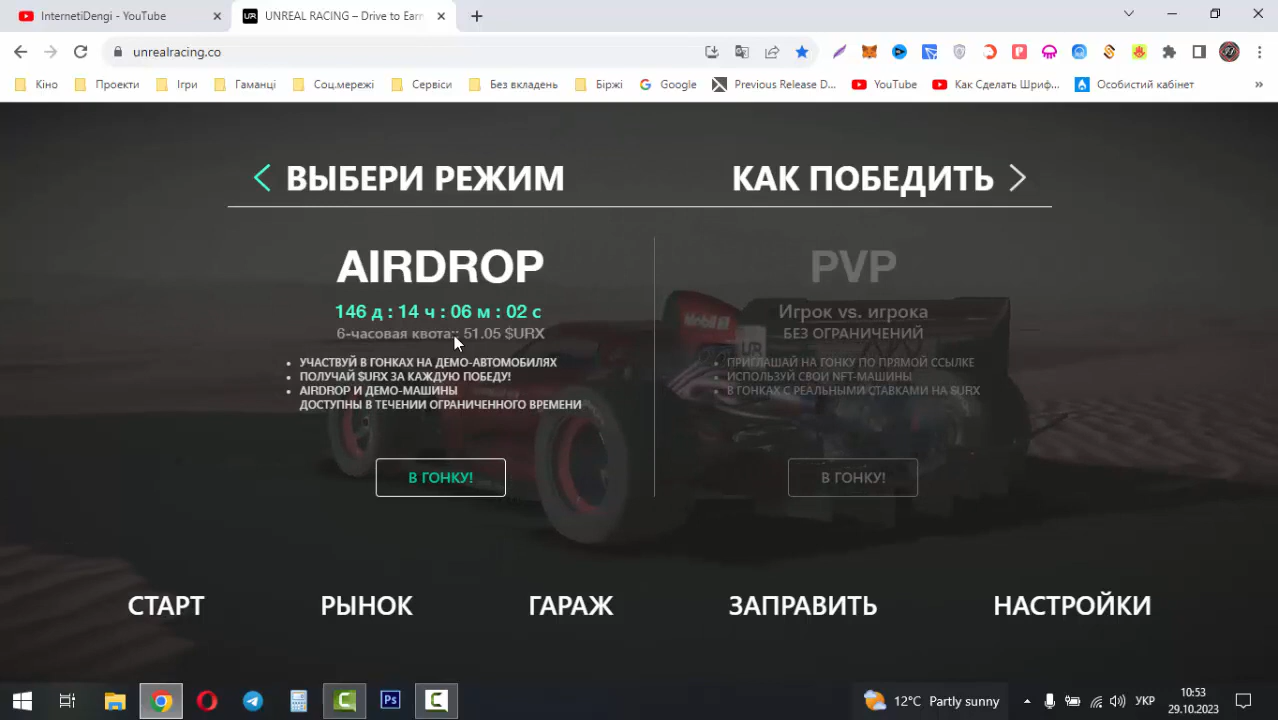 InternetiDengi - YouTube
UR UNREAL RACING – Drive to Earn
unrealracing.co
Кіно Проекти Ігри Гаманці Соц.мережі Сервіси Без вкладень Біржі Google Previous Release D... YouTube Как Сделать Шриф... Особистий кабінет »
ВЫБЕРИ РЕЖИМ
КАК ПОБЕДИТЬ
AIRDROP
146 д : 14 ч : 06 м : 02 с
6-часовая квота:: 51.05 $URX
• УЧАСТВУЙ В ГОНКАХ НА ДЕМО-АВТОМОБИЛЯХ
• ПОЛУЧАЙ $URX ЗА КАЖДУЮ ПОБЕДУ!
• AIRDROP И ДЕМО-МАШИНЫ
ДОСТУПНЫ В ТЕЧЕНИИ ОГРАНИЧЕННОГО ВРЕМЕНИ
В ГОНКУ!
PVP
Игрок vs. игрока
БЕЗ ОГРАНИЧЕНИЙ
• ПРИГЛАШАЙ НА ГОНКУ ПО ПРЯМОЙ ССЫЛКЕ
• ИСПОЛЬЗУЙ СВОИ NFT-МАШИНЫ
• В ГОНКАХ С РЕАЛЬНЫМИ СТАВКАМИ НА $URX
В ГОНКУ!
Mobil
UR
СТАРТ РЫНОК ГАРАЖ ЗАПРАВИТЬ НАСТРОЙКИ
Ps
12°C Partly sunny
УКР
10:53
29.10.2023